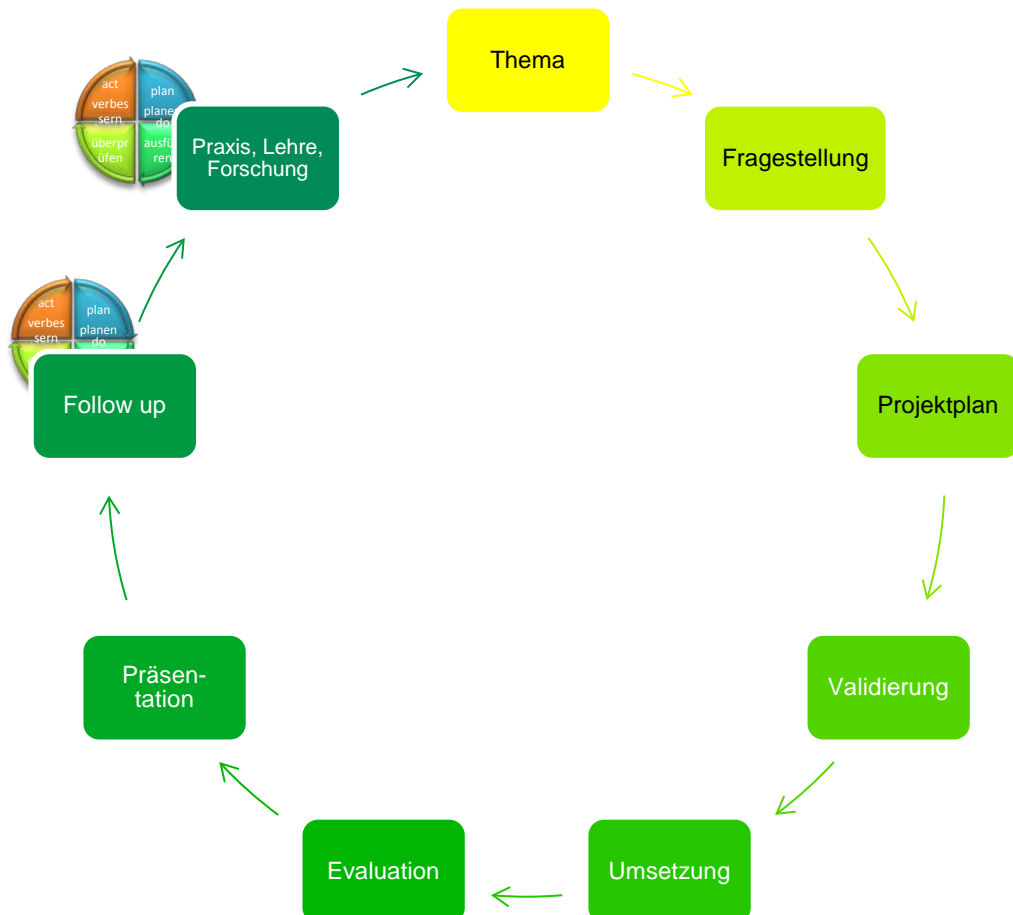 Thema
Fragestellung
Projektplan
Validierung
Umsetzung
Evaluation
Präsen-
tation
Follow up
Praxis, Lehre,
Forschung
act
verbes
sern
plan
do
überpr
üfen
act
verbes
sern
plan
planen
do